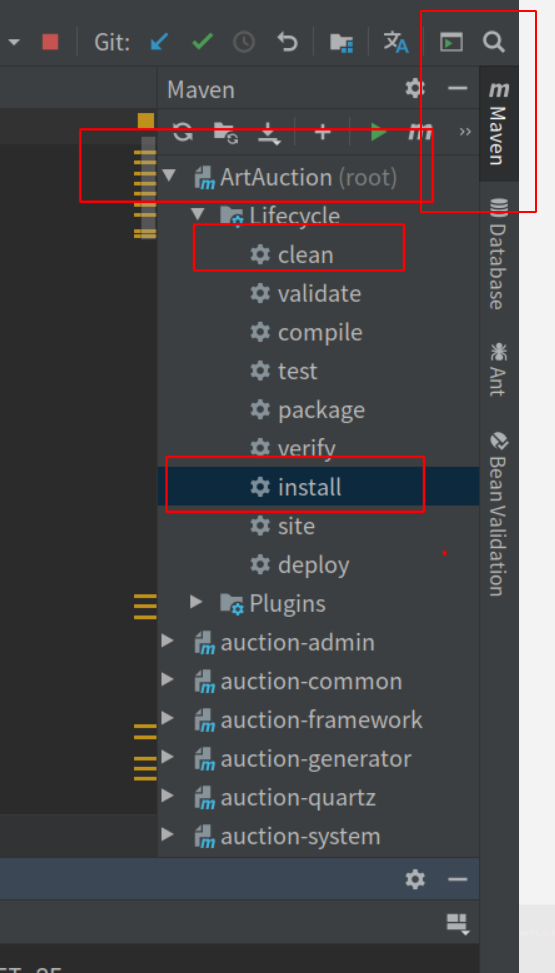 Git:
Maven
ArtAuction (root)
Lifecycle
clean
validate
compile
test
package
verify
install
site
deploy
Plugins
auction-admin
auction-common
auction-framework
auction-generator
auction-quartz
auction-system
Maven
Database
Ant
Bean Validation